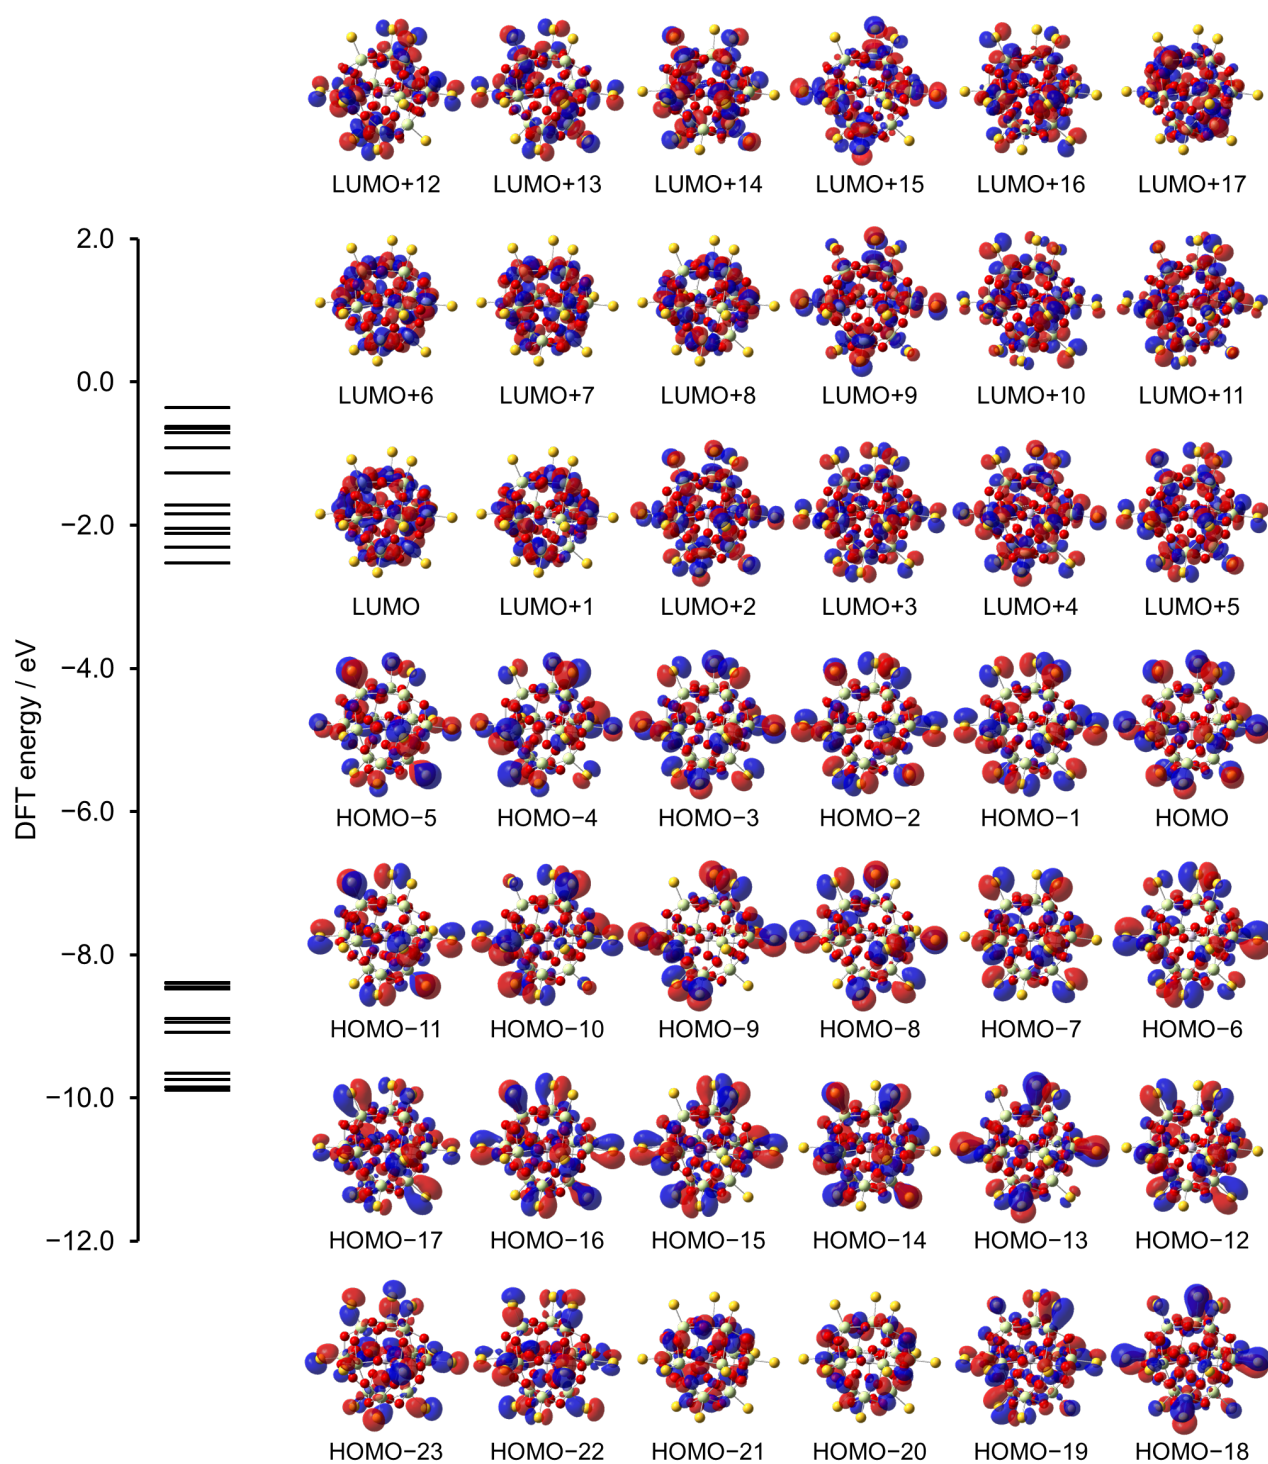 LUMO+12 LUMO+13 LUMO+14 LUMO+15 LUMO+16 LUMO+17
2.0
LUMO+6 LUMO+7 LUMO+8 LUMO+9 LUMO+10 LUMO+11
0.0
−2.0
LUMO LUMO+1 LUMO+2 LUMO+3 LUMO+4 LUMO+5
DFT energy / eV
−4.0
HOMO−5 HOMO−4 HOMO−3 HOMO−2 HOMO−1 HOMO
−6.0
−8.0
HOMO−11 HOMO−10 HOMO−9 HOMO−8 HOMO−7 HOMO−6
−10.0
HOMO−17 HOMO−16 HOMO−15 HOMO−14 HOMO−13 HOMO−12
−12.0
HOMO−23 HOMO−22 HOMO−21 HOMO−20 HOMO−19 HOMO−18